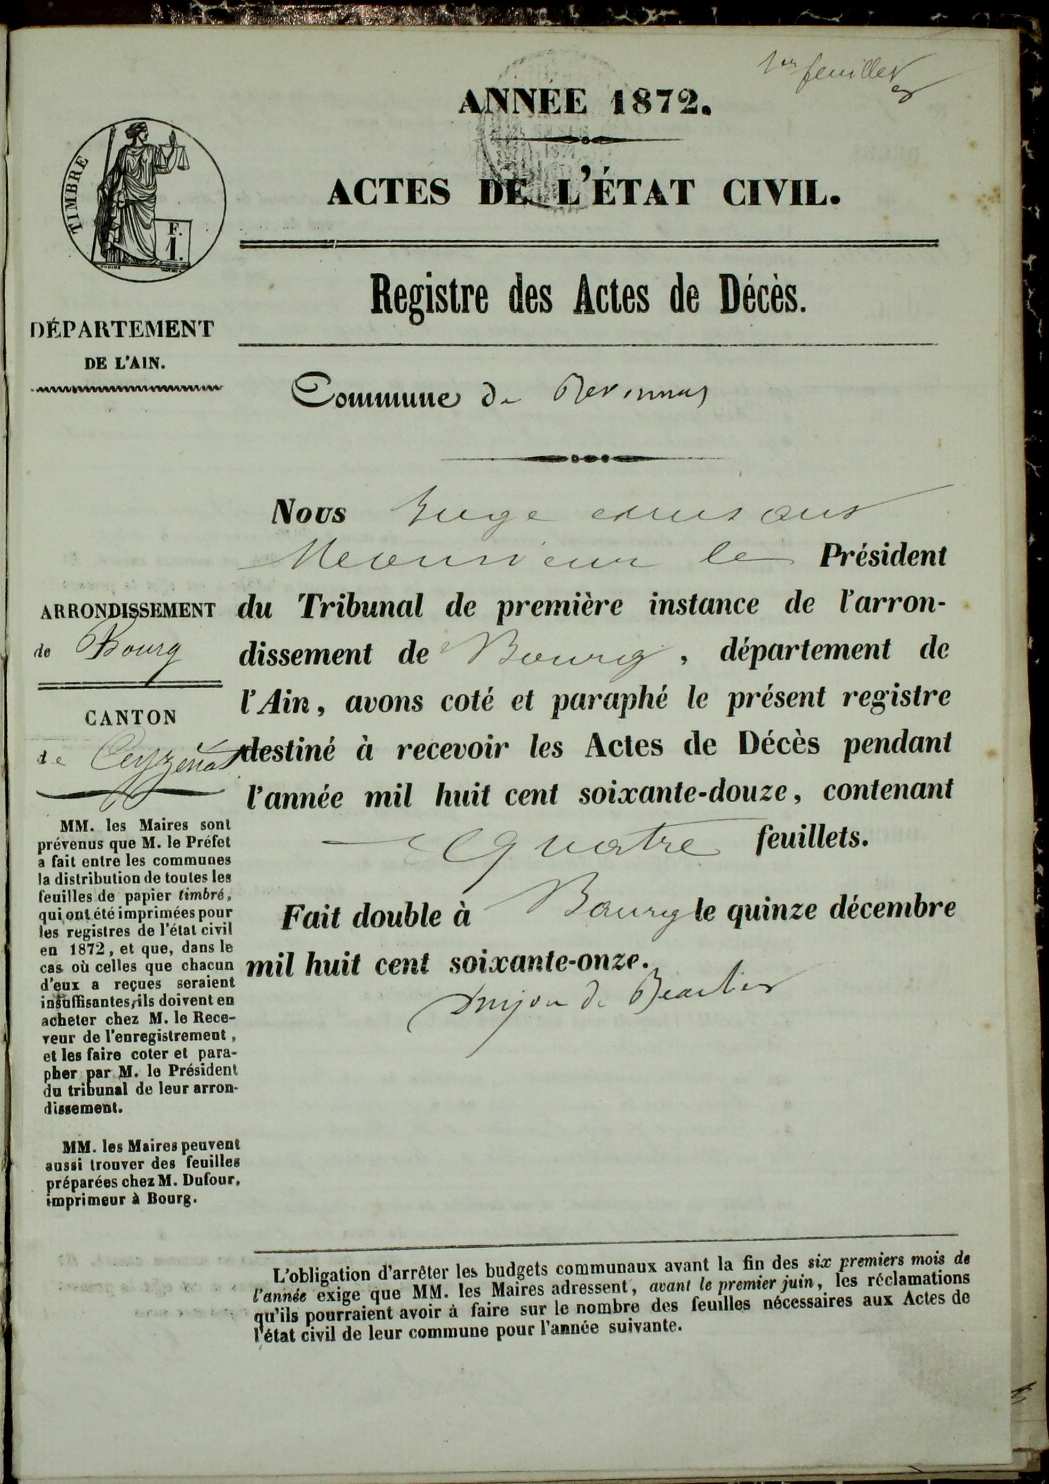 1er feuillet
ANNÉE 1872.
ACTES DE L'ÉTAT CIVIL.
TIMBRE
F.
1.
Registre des Actes de Décès.
DÉPARTEMENT
DE L'AIN.
Commune de Revonnas
Nous Juge
le Président
du Tribunal de première instance de l'arron-
dissement de Bourg, département de
l'Ain, avons coté et paraphé le présent registre
destiné à recevoir les Actes de Décès pendant
l'année mil huit cent soixante-douze, contenant
quatre feuillets.
Fait double à Bourg le quinze décembre
mil huit cent soixante-onze.
ARRONDISSEMENT
de Bourg
CANTON
de Ceyzériat
MM. les Maires sont
prévenus que M. le Préfet
a fait entre les communes
la distribution de toutes les
feuilles de papier timbré,
qui ont été imprimées pour
les registres de l'état civil
en 1872, et que, dans le
cas où celles que chacun
d'eux a reçues seraient
insuffisantes, ils doivent en
acheter chez M. le Rece-
veur de l'enregistrement,
et les faire coter et para-
pher par M. le Président
du tribunal de leur arron-
dissement.
MM. les Maires peuvent
aussi trouver des feuilles
préparées chez M. Dufour,
imprimeur à Bourg.
L'obligation d'arrêter les budgets communaux avant la fin des six premiers mois de
l'année exige que MM. les Maires adressent, avant le premier juin, les réclamations
qu'ils pourraient avoir à faire sur le nombre des feuilles nécessaires aux Actes de
l'état civil de leur commune pour l'année suivante.